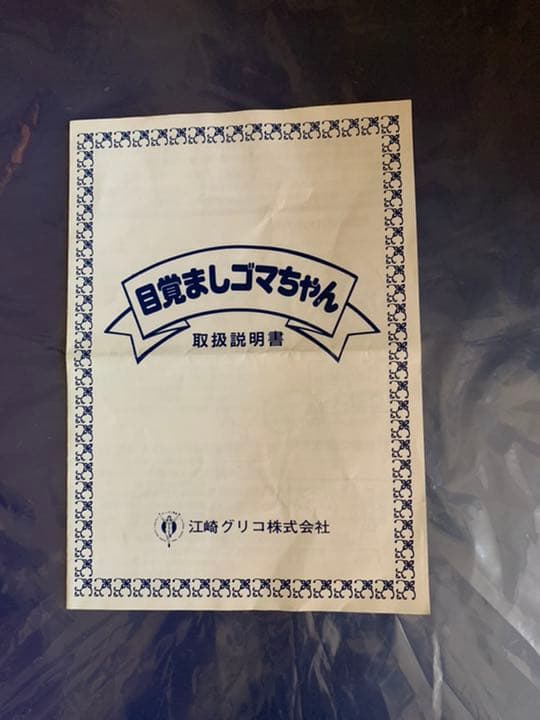 目覚ましゴマちゃん
取扱説明書
江崎グリコ株式会社